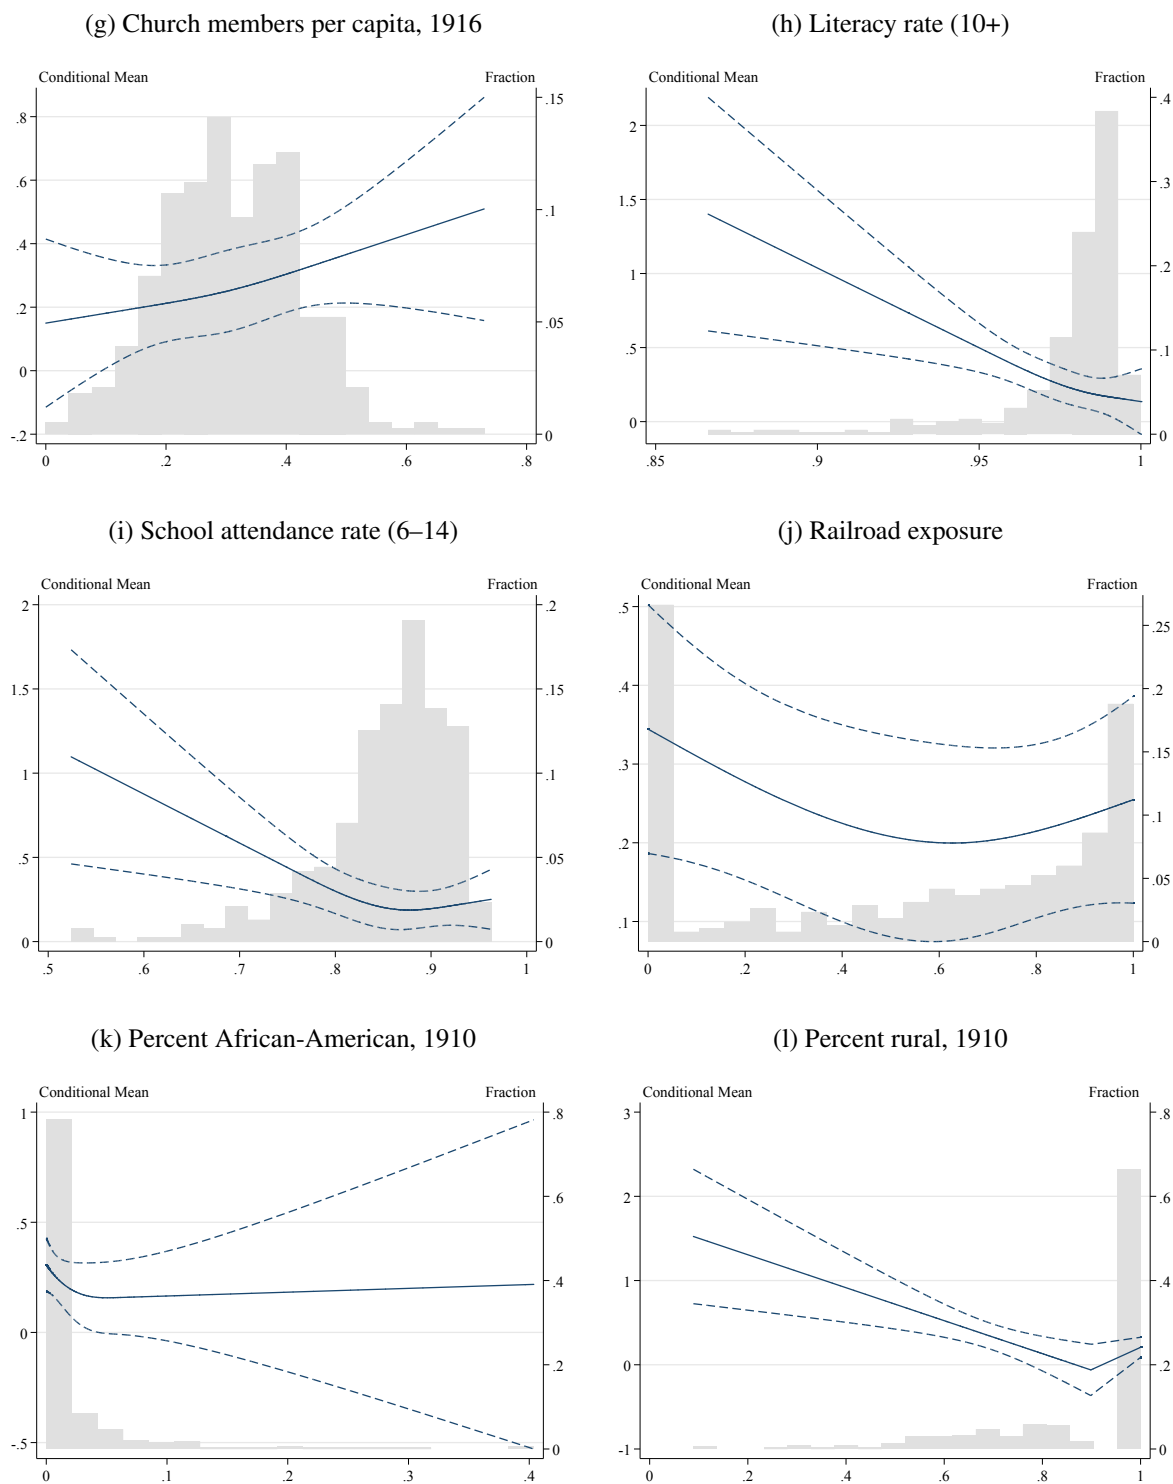 (g) Church members per capita, 1916
Conditional Mean
Fraction
.8
.6
.4
.2
0
-.2
.15
.1
.05
0
0 .2 .4 .6 .8
(h) Literacy rate (10+)
Conditional Mean
Fraction
2
1.5
1
.5
0
.4
.3
.2
.1
0
.85 .9 .95 1
(i) School attendance rate (6–14)
Conditional Mean
Fraction
2
1.5
1
.5
0
.2
.15
.1
.05
0
.5 .6 .7 .8 .9 1
(j) Railroad exposure
Conditional Mean
Fraction
.5
.4
.3
.2
.1
.25
.2
.15
.1
.05
0
0 .2 .4 .6 .8 1
(k) Percent African-American, 1910
Conditional Mean
Fraction
1
.5
0
-.5
.8
.6
.4
.2
0
0 .1 .2 .3 .4
(l) Percent rural, 1910
Conditional Mean
Fraction
3
2
1
0
-1
.8
.6
.4
.2
0
0 .2 .4 .6 .8 1